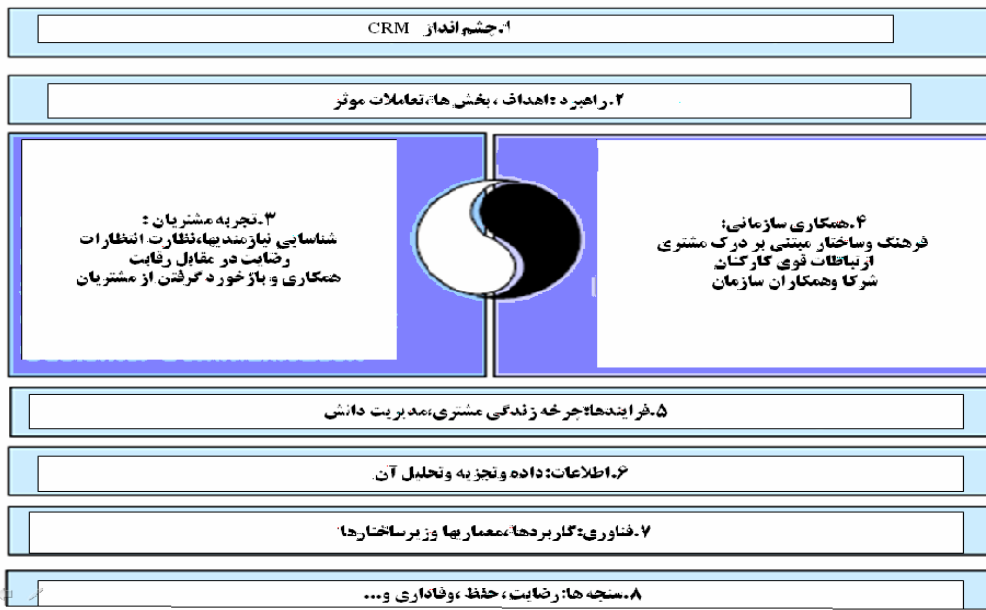 ۱.چشم انداز CRM
۲.راهبرد :اهداف ، بخش ها،تعاملات موثر
۴.همکاری سازمانی:
فرهنگ وساختار مبتنی بر درک مشتری
ارتباطات قوی کارکنان
شرکا وهمکاران سازمان
۳.تجربه مشتریان :
شناسایی نیازمندیها،نظارت انتظارات
رضایت در مقابل رقابت
همکاری و بازخورد گرفتن از مشتریان
۵.فرایندها:چرخه زندگی مشتری،مدیریت دانش
۶.اطلاعات: داده وتجزیه وتحلیل آن
۷.فناوری:کاربردها،معماریها وزیرساختارها
۸.سنجه ها: رضایت ، حفظ ،وفاداری و...